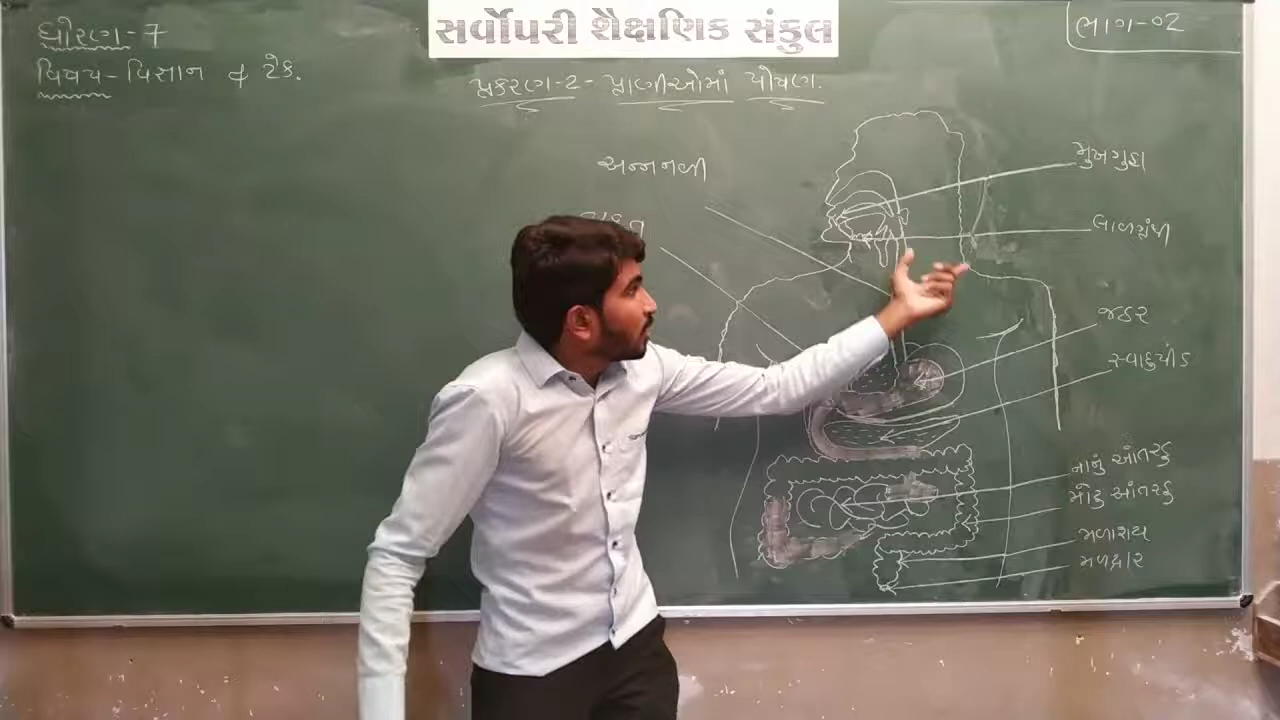 સર્વોપરી શૈક્ષણિક સંકુલ
ધોરણ-7
ભાગ-02
વિષય-વિજ્ઞાન & ટેક.
પ્રકરણ-2- પ્રાણીઓમાં પોષણ.
અન્નનળી
મુખગુહા
લાળગ્રંથી
જઠર
સ્વાદુપીંડ
નાનું આંતરડુ
મોટુ આંતરડુ
મળાશય
મળદ્વાર